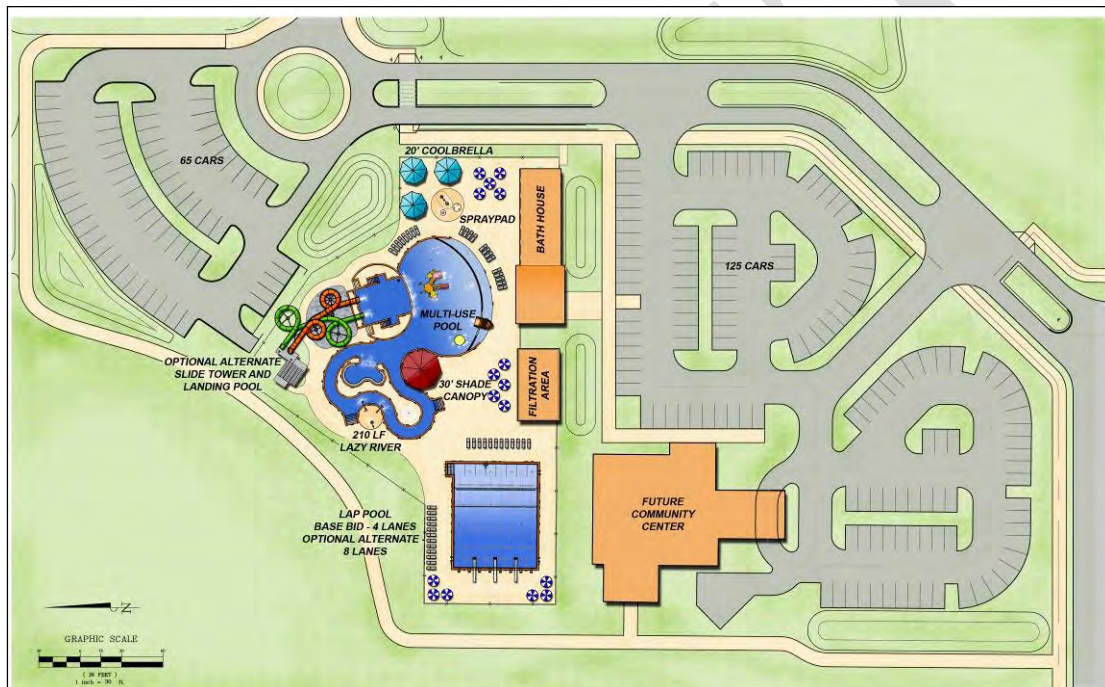 65 CARS
20' COOLBRELLA
SPRAYPAD
BATH HOUSE
125 CARS
MULTI-USE
POOL
OPTIONAL ALTERNATE
SLIDE TOWER AND
LANDING POOL
30' SHADE
CANOPY
FILTRATION
AREA
210 LF
LAZY RIVER
LAP POOL
BASE BID - 4 LANES
OPTIONAL ALTERNATE -
8 LANES
FUTURE
COMMUNITY
CENTER
N
GRAPHIC SCALE
1 inch = 30 ft.